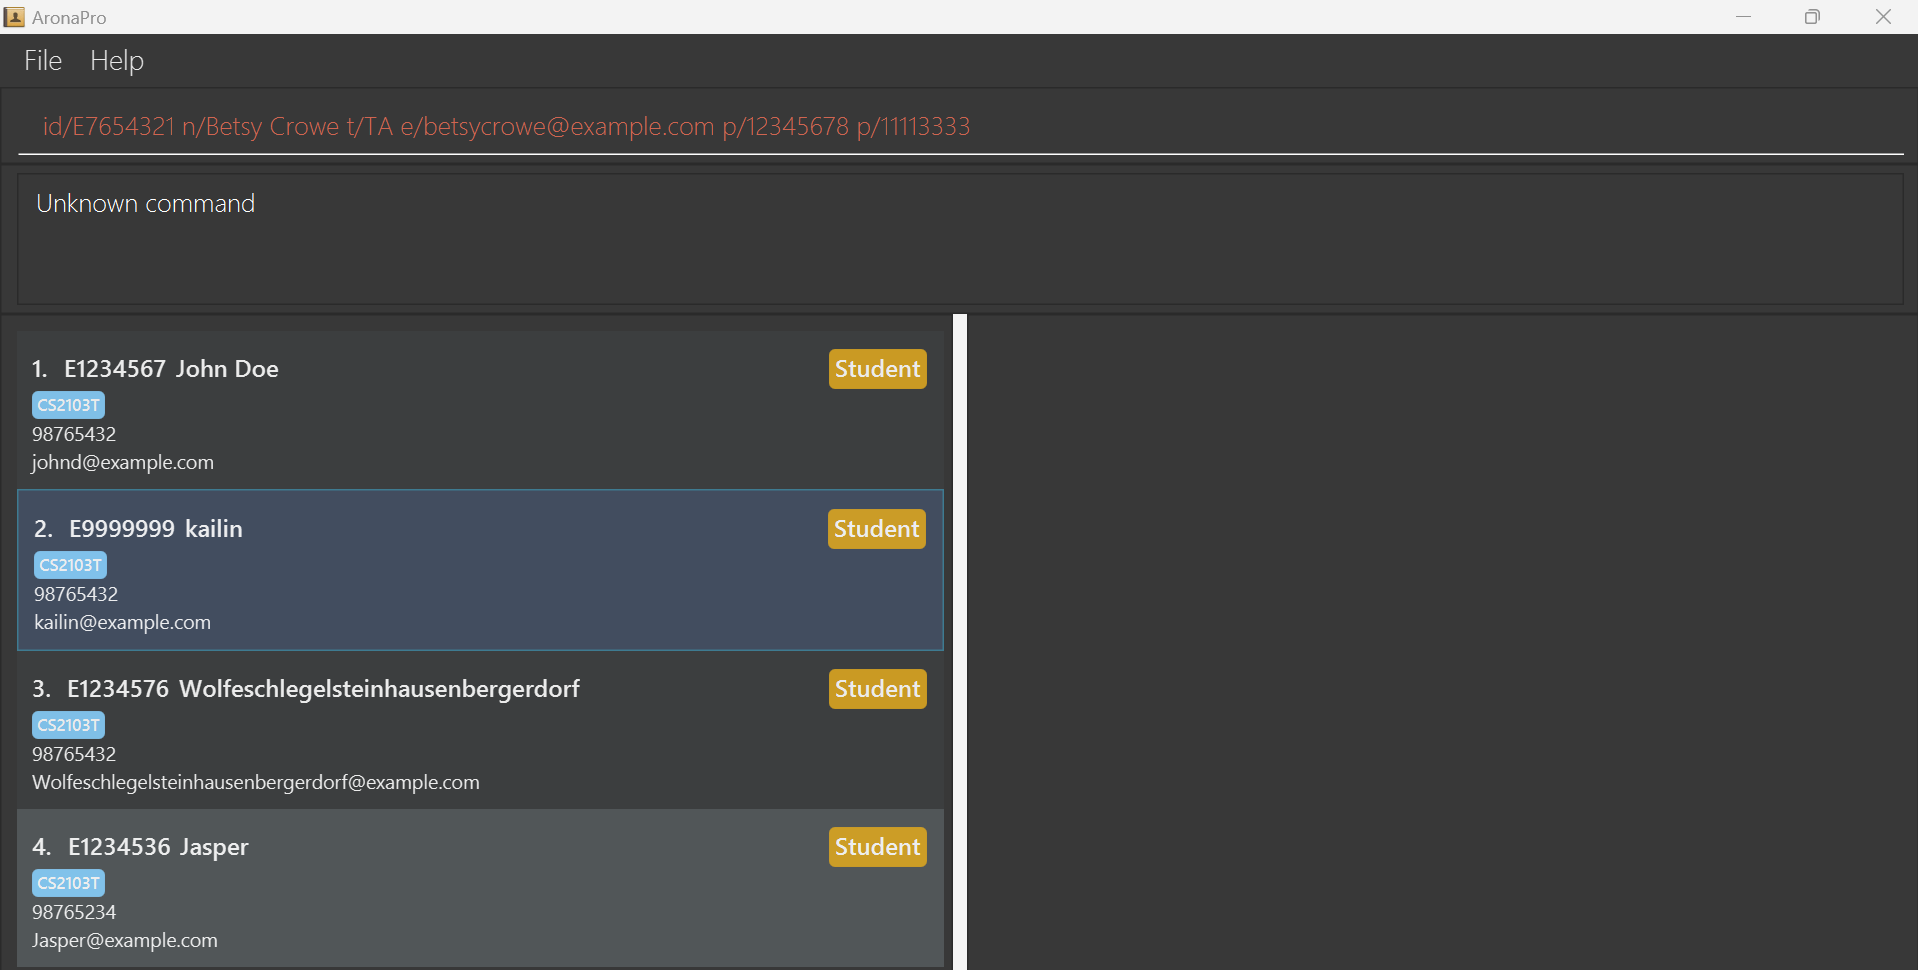 AronaPro
File Help
id/E7654321 n/Betsy Crowe t/TA e/betsycrowe@example.com p/12345678 p/11113333
Unknown command
1. E1234567 John Doe Student
CS2103T
98765432
johnd@example.com
2. E9999999 kailin Student
CS2103T
98765432
kailin@example.com
3. E1234576 Wolfeschlegelsteinhausenbergerdorf Student
CS2103T
98765432
Wolfeschlegelsteinhausenbergerdorf@example.com
4. E1234536 Jasper Student
CS2103T
98765234
Jasper@example.com